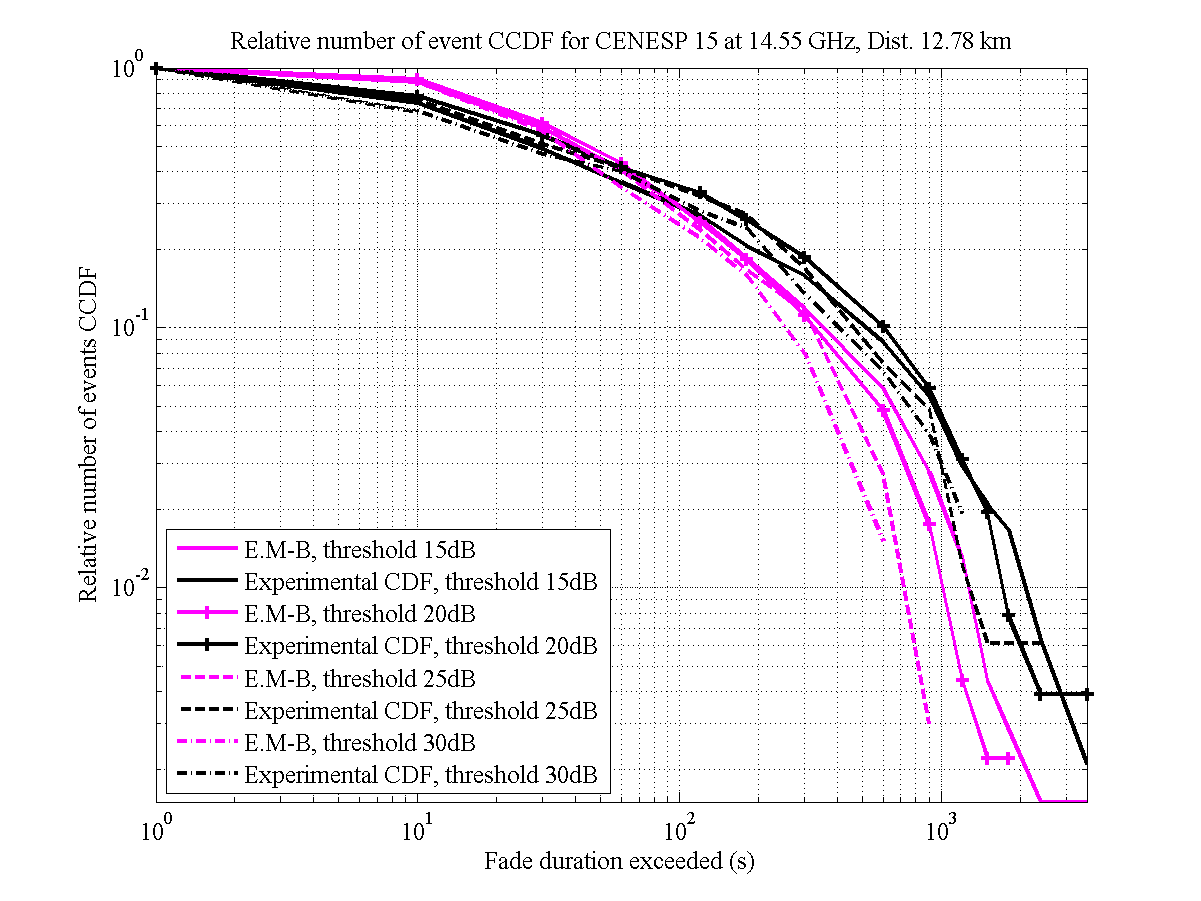 Relative number of event CCDF for CENESP 15 at 14.55 GHz, Dist. 12.78 km
10^0
10^-1
10^-2
Relative number of events CCDF
E.M-B, threshold 15dB
Experimental CDF, threshold 15dB
E.M-B, threshold 20dB
Experimental CDF, threshold 20dB
E.M-B, threshold 25dB
Experimental CDF, threshold 25dB
E.M-B, threshold 30dB
Experimental CDF, threshold 30dB
10^0 10^1 10^2 10^3
Fade duration exceeded (s)